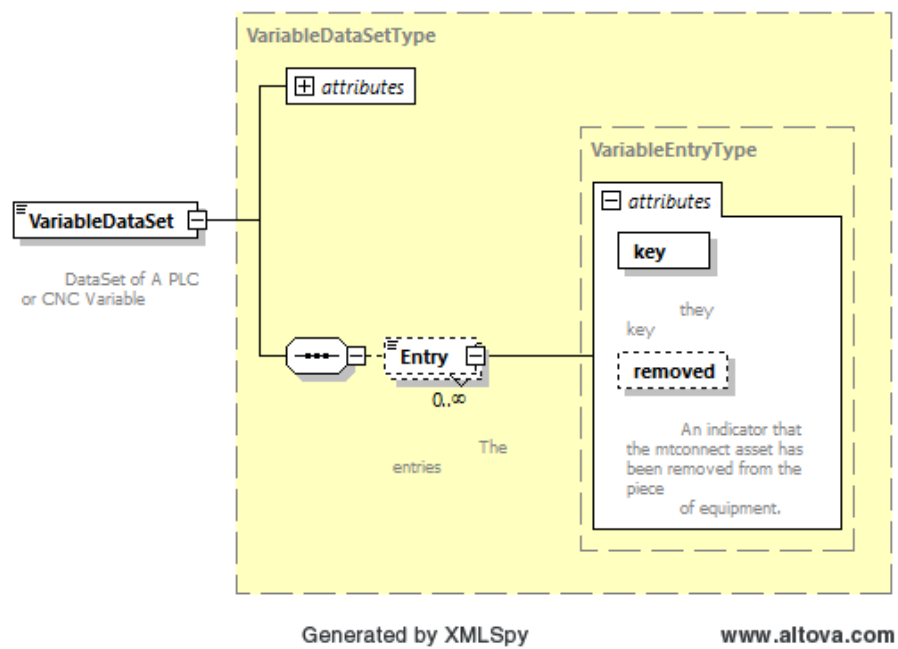 VariableDataSetType
attributes
VariableEntryType
attributes
VariableDataSet
key
DataSet of A PLC
or CNC Variable
they
key
Entry
removed
0..∞
An indicator that
the mtconnect asset has
been removed from the
piece
of equipment.
The
entries
Generated by XMLSpy
www.altova.com